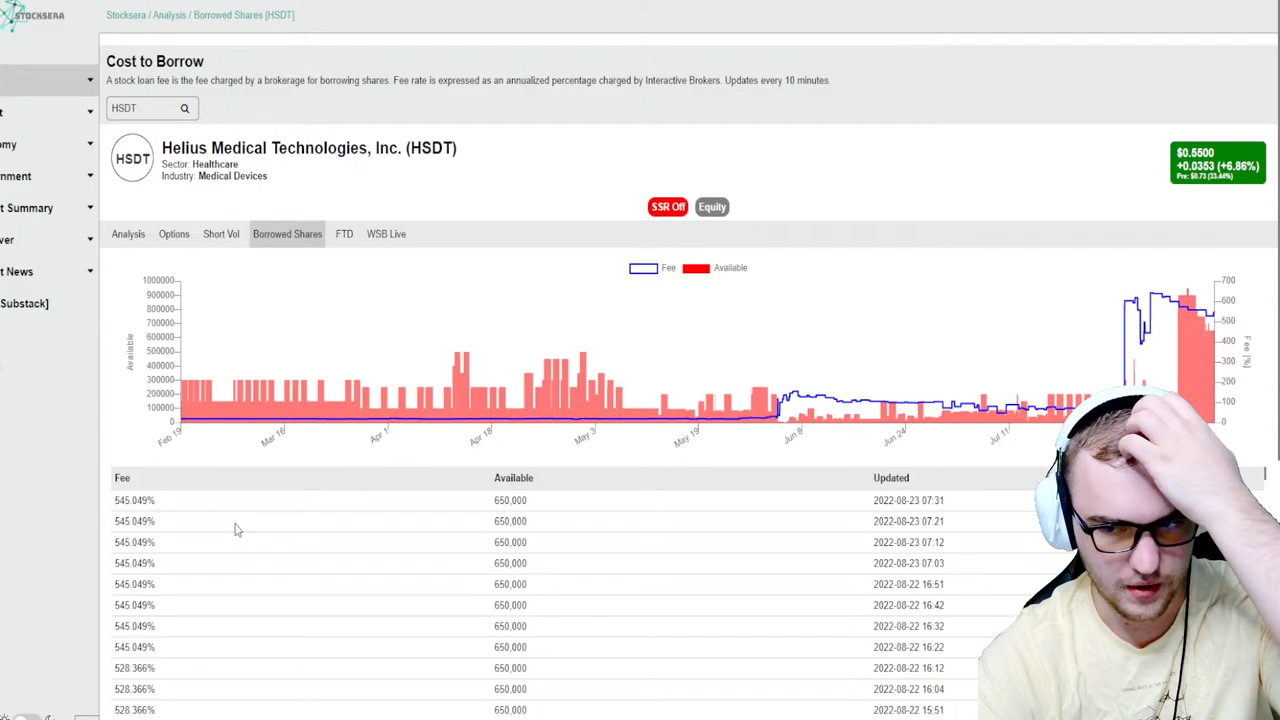 STOCKSERA
Stocksera / Analysis / Borrowed Shares [HSDT]
Cost to Borrow
A stock loan fee is the fee charged by a brokerage for borrowing shares. Fee rate is expressed as an annualized percentage charged by Interactive Brokers. Updates every 10 minutes.
HSDT
HSDT
Helius Medical Technologies, Inc. (HSDT)
Sector: Healthcare
Industry: Medical Devices
$0.5500
+0.0353 (+6.86%)
Pre: $0.73 (33.44%)
SSR Off Equity
t
omy
rnment
t Summary
ver
t News
Substack]
Analysis Options Short Vol Borrowed Shares FTD WSB Live
Fee Available
1000000
900000
800000
700000
600000
500000
400000
300000
200000
100000
0
Available
700
600
500
400
300
200
100
0
Fee [%]
Feb 19 Mar 16 Apr 1 Apr 18 May 3 May 19 Jun 8 Jun 24 Jul 11
Fee Available Updated
545.049% 650,000 2022-08-23 07:31
545.049% 650,000 2022-08-23 07:21
545.049% 650,000 2022-08-23 07:12
545.049% 650,000 2022-08-23 07:03
545.049% 650,000 2022-08-22 16:51
545.049% 650,000 2022-08-22 16:42
545.049% 650,000 2022-08-22 16:32
545.049% 650,000 2022-08-22 16:22
528.366% 650,000 2022-08-22 16:12
528.366% 650,000 2022-08-22 16:04
528.366% 650,000 2022-08-22 15:51